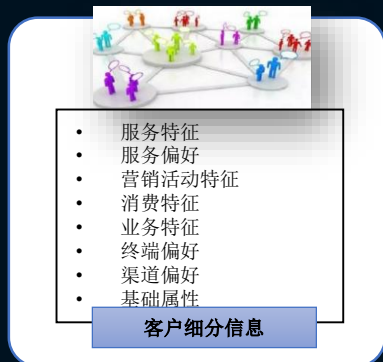 • 服务特征
• 服务偏好
• 营销活动特征
• 消费特征
• 业务特征
• 终端偏好
• 渠道偏好
• 基础属性
客户细分信息